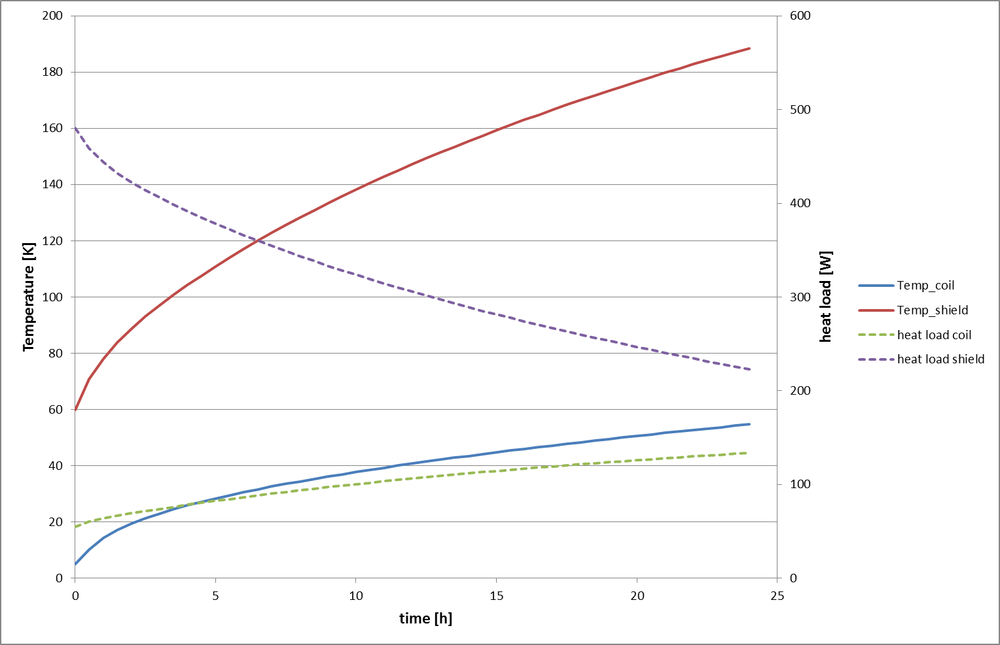 200
180
160
140
120
100
80
60
40
20
0
Temperature [K]
600
500
400
300
200
100
0
heat load [W]
0 5 10 15 20 25
time [h]
Temp_coil
Temp_shield
heat load coil
heat load shield